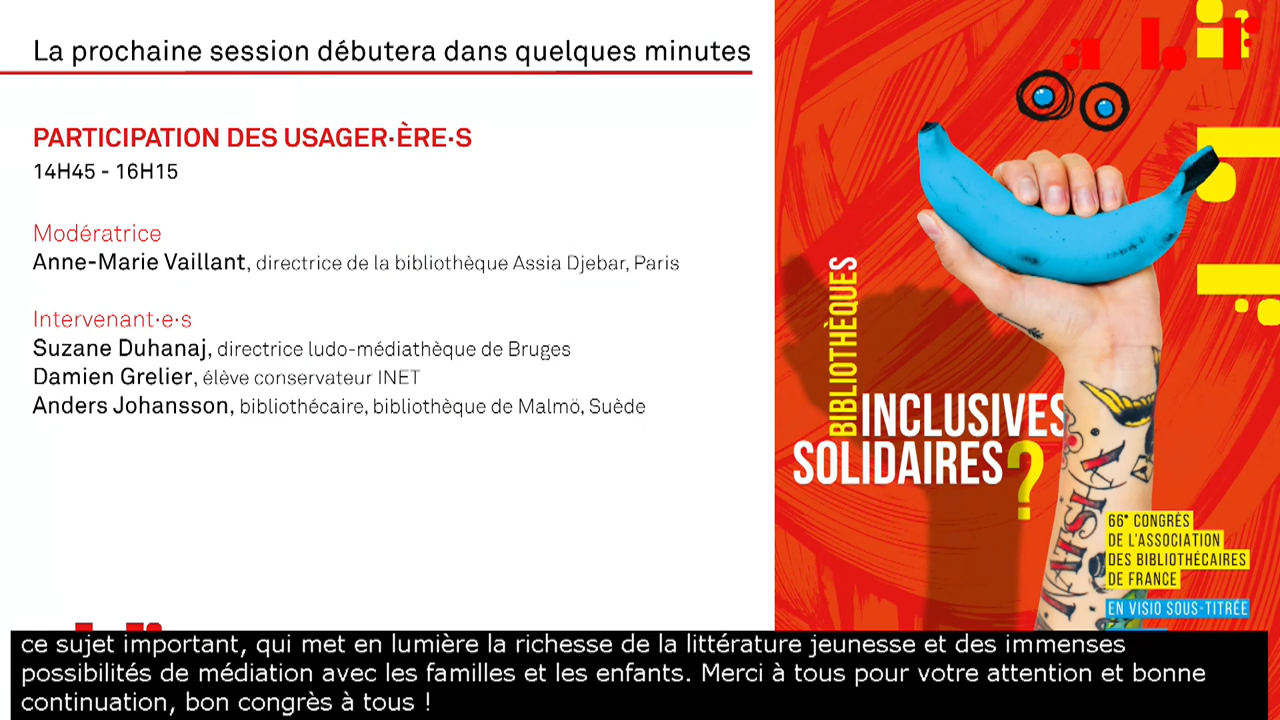 La prochaine session débutera dans quelques minutes
PARTICIPATION DES USAGER·ÈRE·S
14H45 - 16H15
Modératrice
Anne-Marie Vaillant, directrice de la bibliothèque Assia Djebar, Paris
Intervenant·e·s
Suzane Duhanaj, directrice ludo-médiathèque de Bruges
Damien Grelier, élève conservateur INET
Anders Johansson, bibliothécaire, bibliothèque de Malmö, Suède
abf
BIBLIOTHÈQUES
INCLUSIVES
SOLIDAIRES ?
66e CONGRÈS
DE L'ASSOCIATION
DES BIBLIOTHÉCAIRES
DE FRANCE
EN VISIO SOUS-TITRÉE
ce sujet important, qui met en lumière la richesse de la littérature jeunesse et des immenses
possibilités de médiation avec les familles et les enfants. Merci à tous pour votre attention et bonne
continuation, bon congrès à tous !